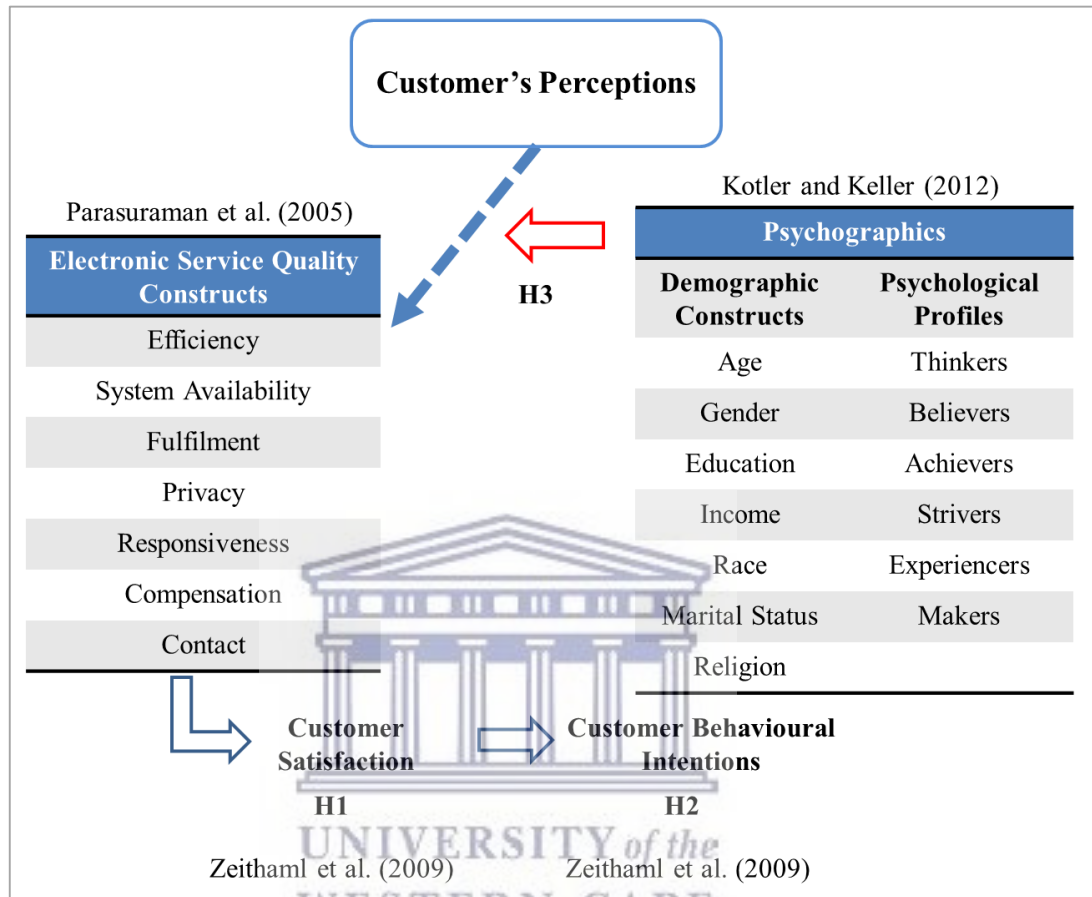 Customer's Perceptions
Kotler and Keller (2012)
Parasuraman et al. (2005)
Psychographics
Electronic Service Quality
Constructs
Demographic
Constructs
Psychological
Profiles
H3
Efficiency
System Availability
Fulfilment
Privacy
Responsiveness
Compensation
Contact
Age
Thinkers
Gender
Believers
Education
Achievers
Income
Strivers
Race
Experiencers
Marital Status
Makers
Religion
Customer
Satisfaction
H1
Customer Behavioural
Intentions
H2
UNIVERSITY of the
Zeithaml et al. (2009)
Zeithaml et al. (2009)
WESTERN CAPE